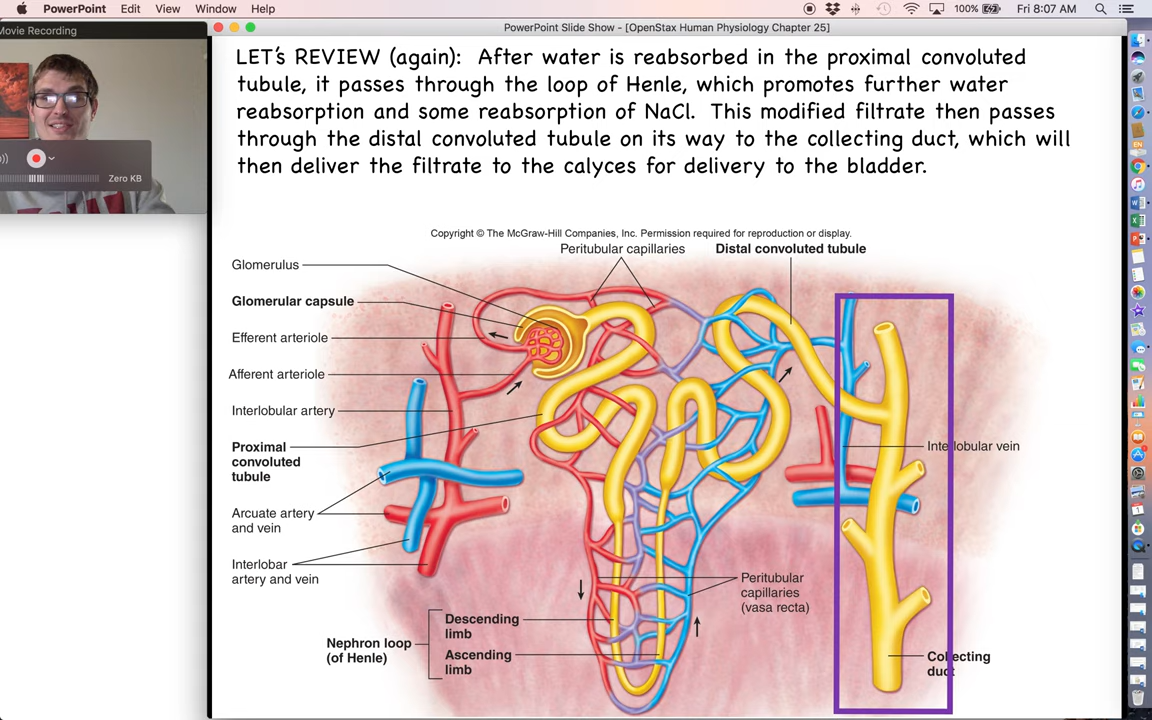 PowerPoint Edit View Window Help 100% Fri 8:07 AM
Movie Recording
PowerPoint Slide Show - [OpenStax Human Physiology Chapter 25]
Zero KB
LET'S REVIEW (again): After water is reabsorbed in the proximal convoluted
tubule, it passes through the loop of Henle, which promotes further water
reabsorption and some reabsorption of NaCl. This modified filtrate then passes
through the distal convoluted tubule on its way to the collecting duct, which will
then deliver the filtrate to the calyces for delivery to the bladder.
Copyright © The McGraw-Hill Companies, Inc. Permission required for reproduction or display.
Peritubular capillaries
Distal convoluted tubule
Glomerulus
Glomerular capsule
Efferent arteriole
Afferent arteriole
Interlobular artery
Proximal
convoluted
tubule
Arcuate artery
and vein
Interlobar
artery and vein
Interlobular vein
Peritubular
capillaries
(vasa recta)
Nephron loop
(of Henle)
Descending
limb
Ascending
limb
Collecting
duct